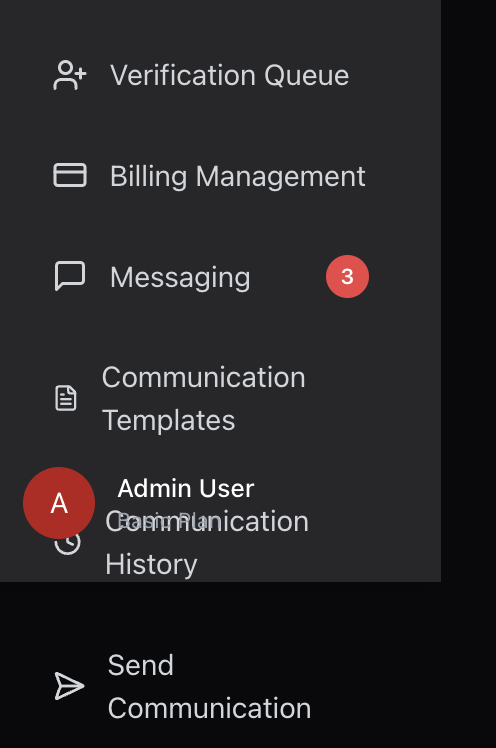 Verification Queue
Billing Management
Messaging 3
Communication
Templates
A Admin User
Basic Plan
Communication
History
Send
Communication